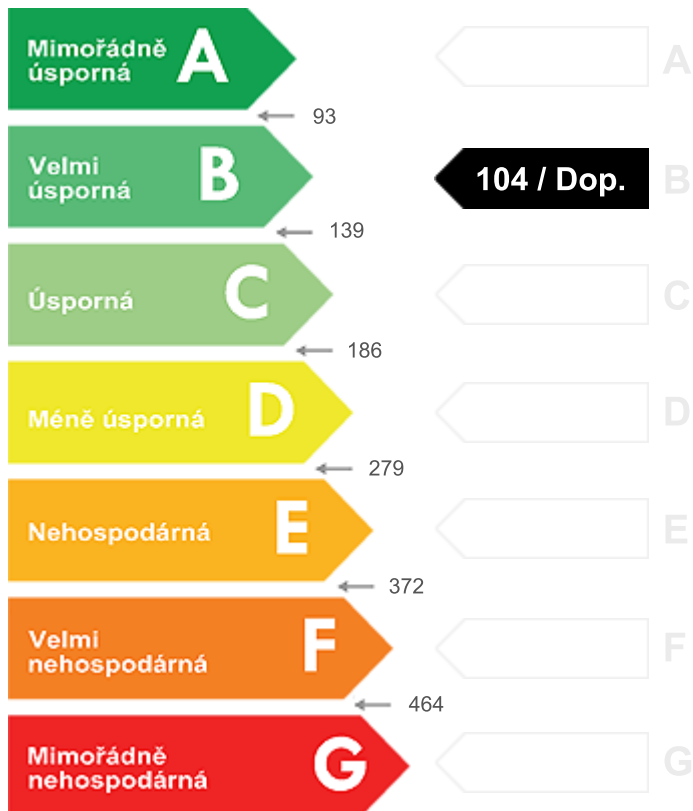 Mimořádně
úsporná
A
A
93
Velmi
úsporná
B
104 / Dop.
B
139
Úsporná
C
C
186
Méně úsporná
D
D
279
Nehospodárná
E
E
372
Velmi
nehospodárná
F
F
464
Mimořádně
nehospodárná
G
G